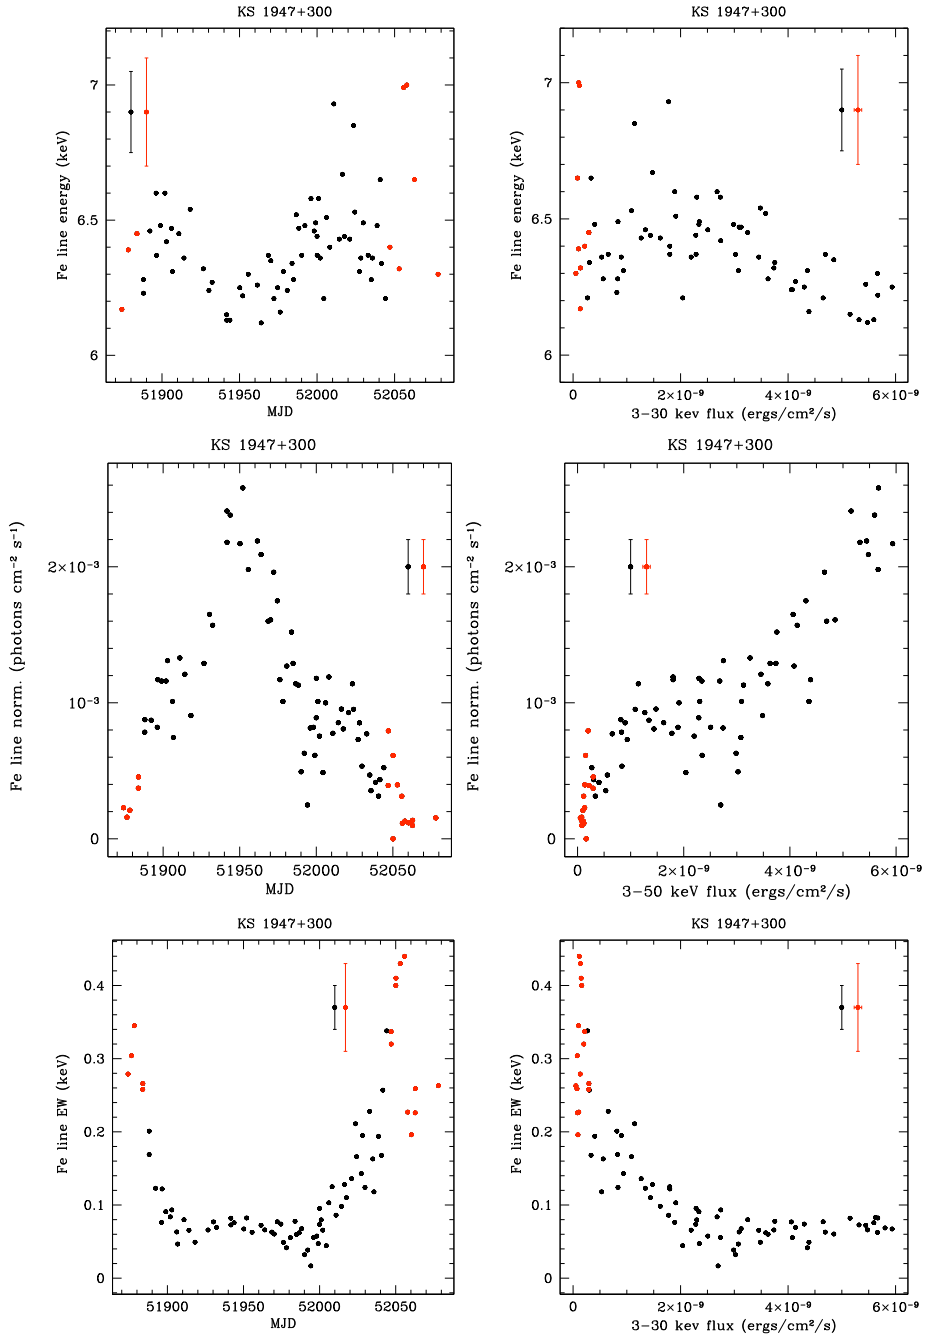 KS 1947+300
KS 1947+300
7
6.5
6
Fe line energy (keV)
51900
51950
52000
52050
MJD
7
6.5
6
Fe line energy (keV)
0
2×10⁻⁹
4×10⁻⁹
6×10⁻⁹
3−30 kev flux (ergs/cm²/s)
KS 1947+300
KS 1947+300
2×10⁻³
10⁻³
0
Fe line norm. (photons cm⁻² s⁻¹)
51900
51950
52000
52050
MJD
2×10⁻³
10⁻³
0
Fe line norm. (photons cm⁻² s⁻¹)
0
2×10⁻⁹
4×10⁻⁹
6×10⁻⁹
3−50 keV flux (ergs/cm²/s)
KS 1947+300
KS 1947+300
0.4
0.3
0.2
0.1
0
Fe line EW (keV)
51900
51950
52000
52050
MJD
0.4
0.3
0.2
0.1
0
Fe line EW (keV)
0
2×10⁻⁹
4×10⁻⁹
6×10⁻⁹
3−30 keV flux (ergs/cm²/s)